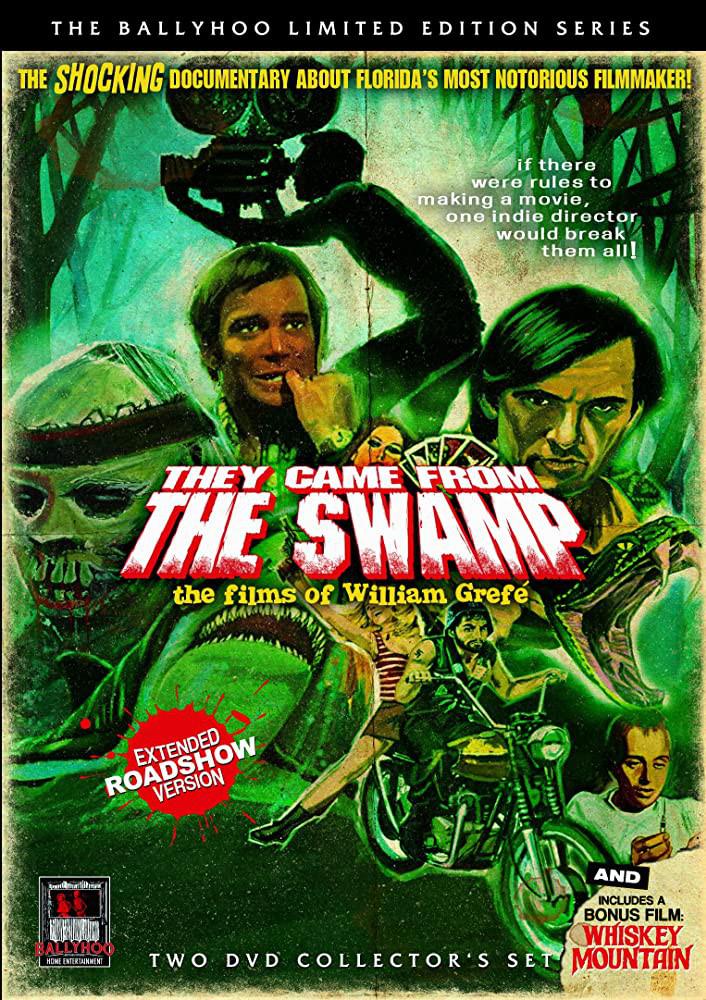 THE BALLYHOO LIMITED EDITION SERIES
THE SHOCKING DOCUMENTARY ABOUT FLORIDA'S MOST NOTORIOUS FILMMAKER!
if there
were rules to
making a movie,
one indie director
would break
them all!
THEY CAME FROM
THE SWAMP
the films of William Grefé
EXTENDED
ROADSHOW
VERSION
AND
INCLUDES A
BONUS FILM:
WHISKEY
MOUNTAIN
BALLYHOO
HOME ENTERTAINMENT
TWO DVD COLLECTOR'S SET